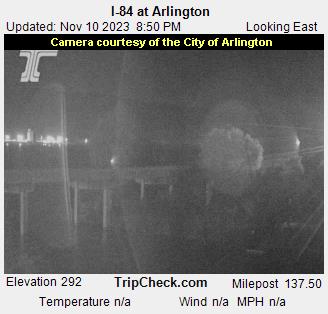 I-84 at Arlington
Updated: Nov 10 2023 8:50 PM Looking East
Camera courtesy of the City of Arlington
Elevation 292 TripCheck.com Milepost 137.50
Temperature n/a Wind n/a MPH n/a